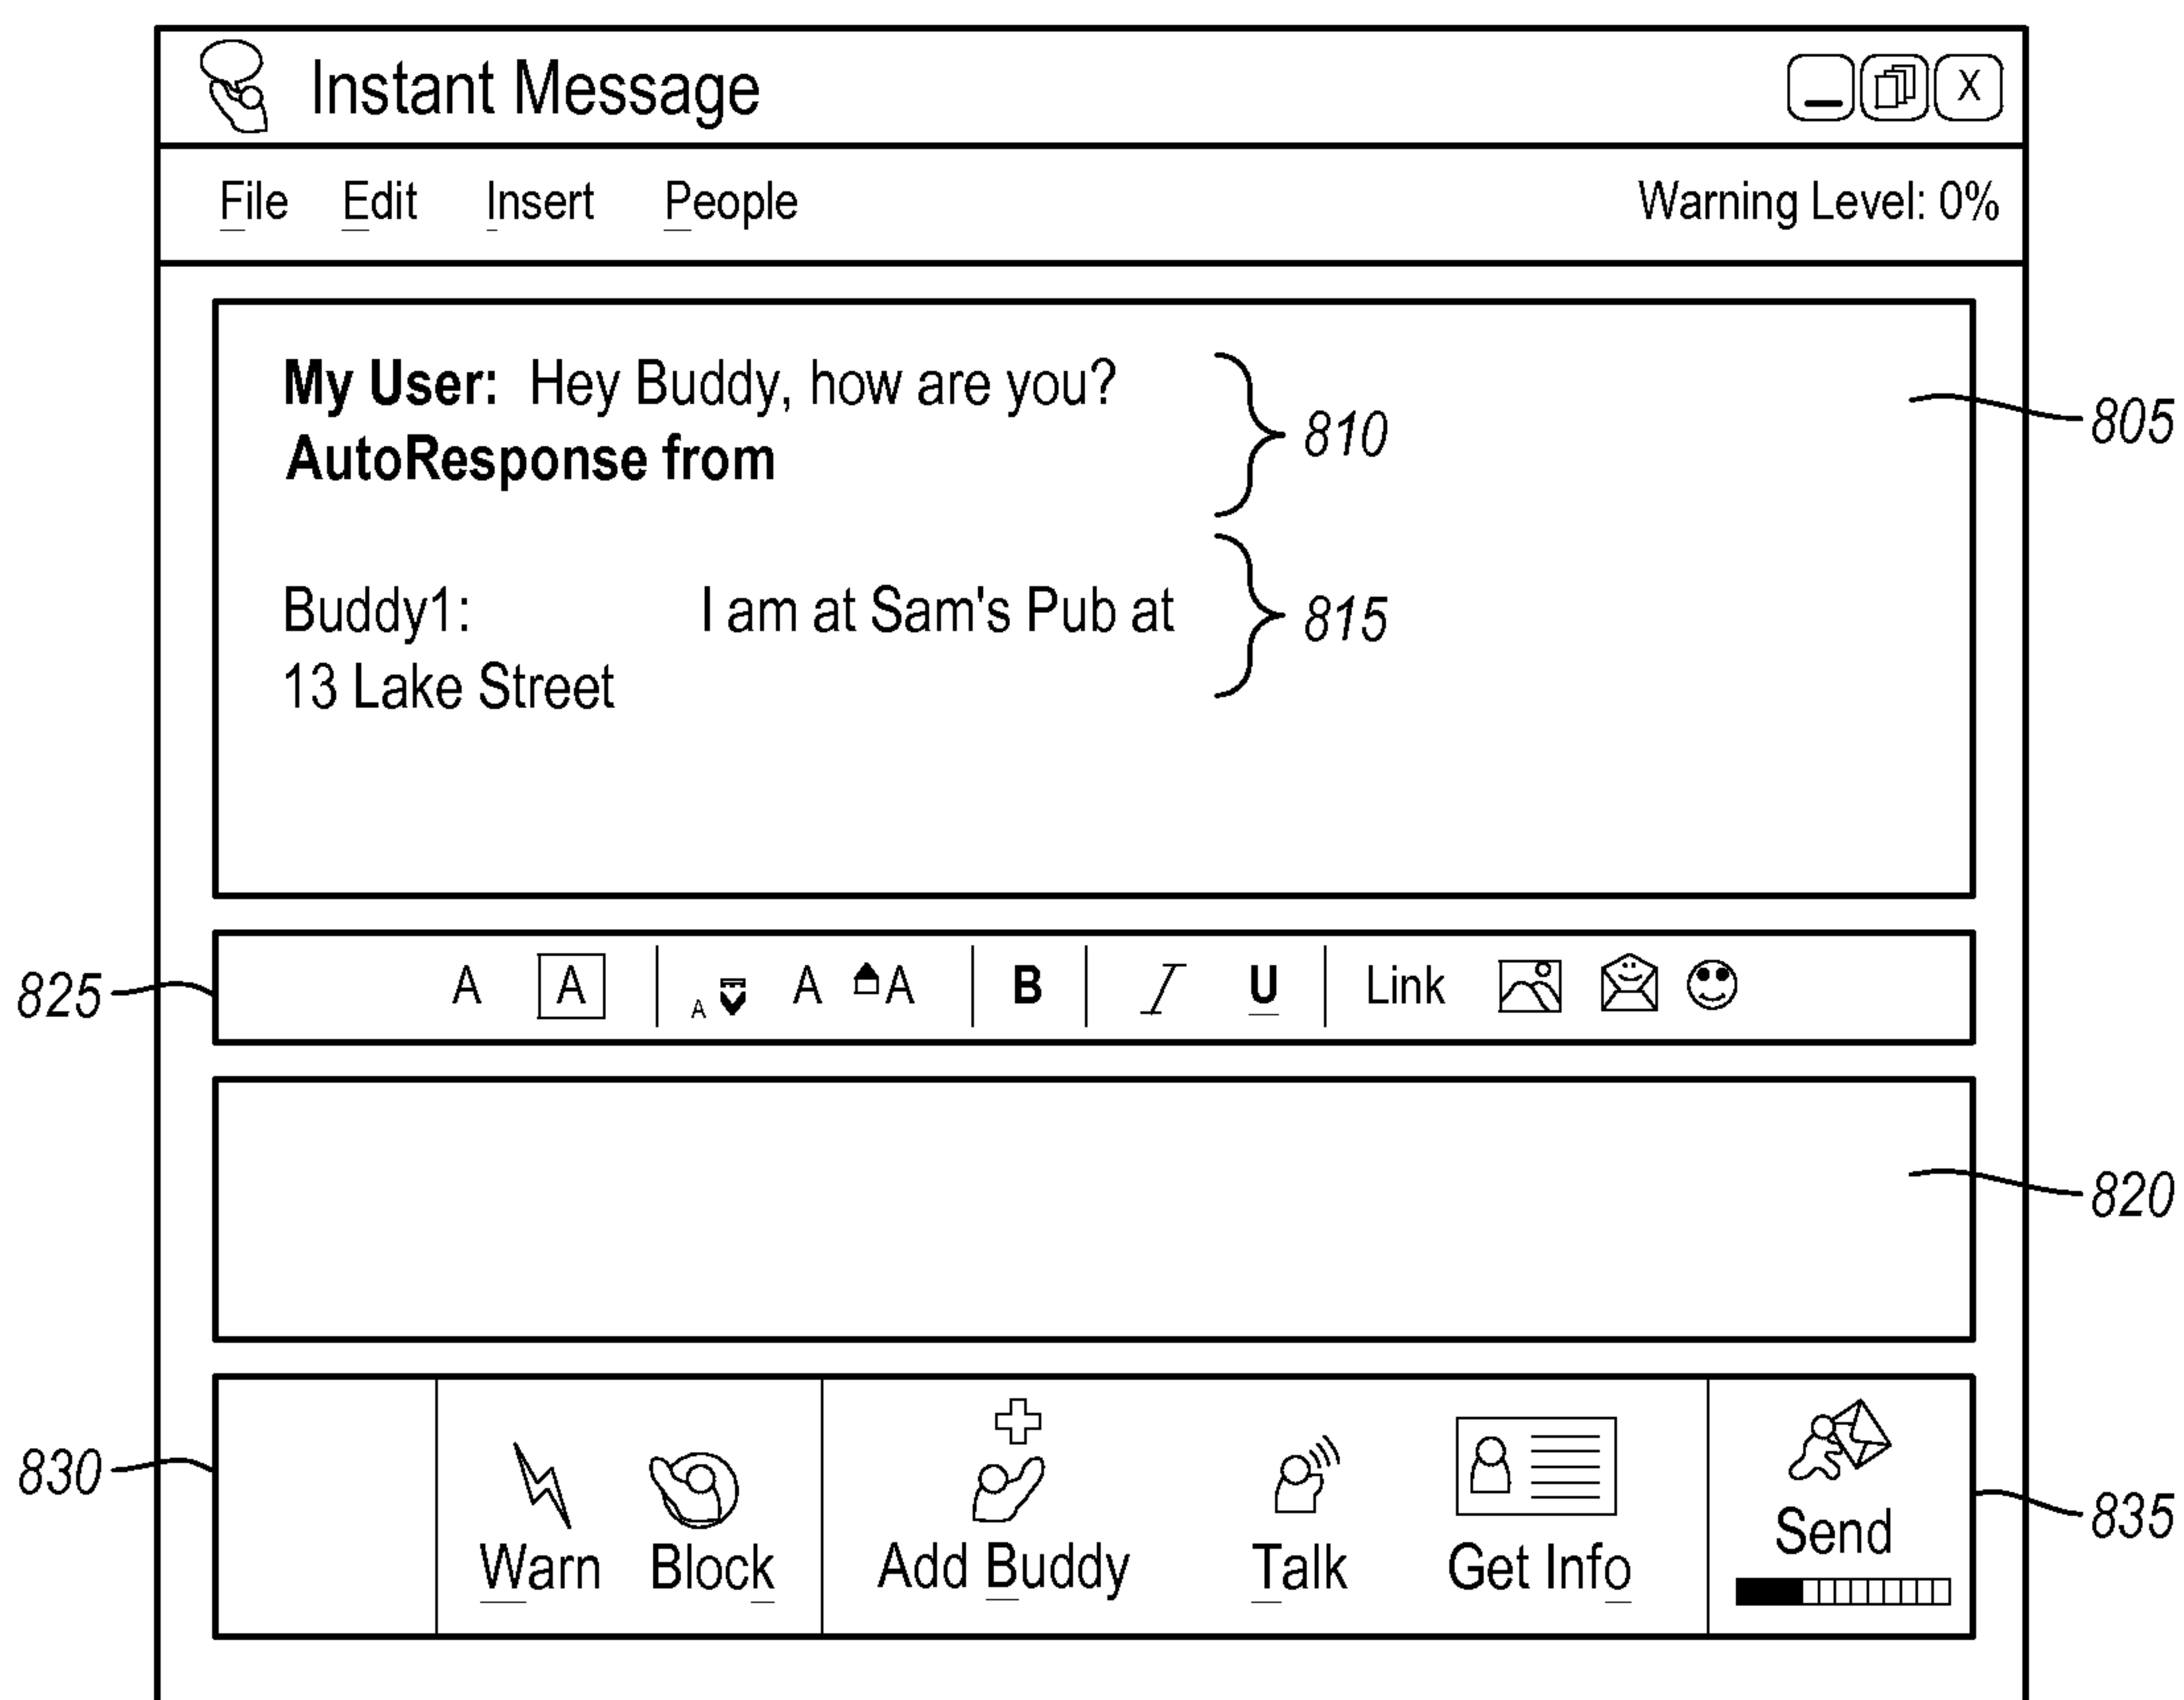 Instant Message X
File Edit Insert People Warning Level: 0%
My User: Hey Buddy, how are you?
AutoResponse from
810
805
Buddy1: I am at Sam's Pub at
13 Lake Street
815
825
A A A A A B I U Link
820
830
Warn Block Add Buddy Talk Get Info Send
835